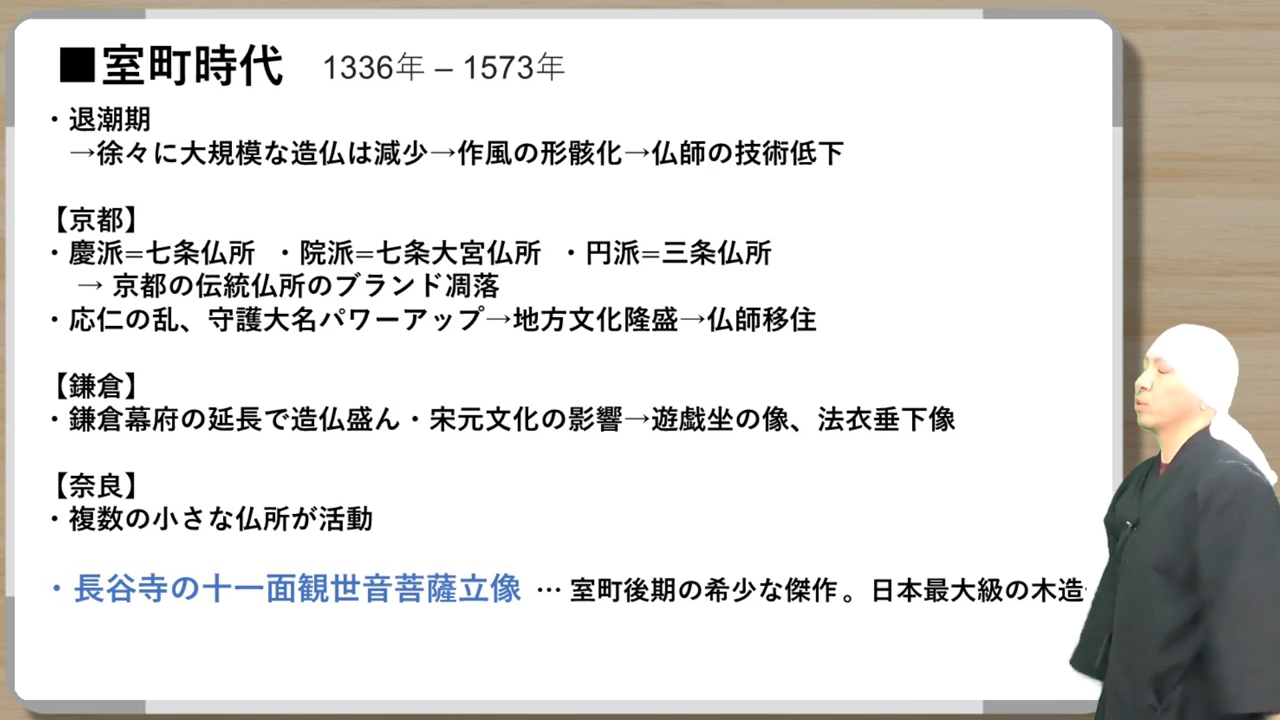 ■室町時代 1336年 – 1573年
・退潮期
→徐々に大規模な造仏は減少→作風の形骸化→仏師の技術低下
【京都】
・慶派=七条仏所 ・院派=七条大宮仏所 ・円派=三条仏所
→ 京都の伝統仏所のブランド凋落
・応仁の乱、守護大名パワーアップ→地方文化隆盛→仏師移住
【鎌倉】
・鎌倉幕府の延長で造仏盛ん・宋元文化の影響→遊戯坐の像、法衣垂下像
【奈良】
・複数の小さな仏所が活動
・長谷寺の十一面観世音菩薩立像 … 室町後期の希少な傑作。日本最大級の木造